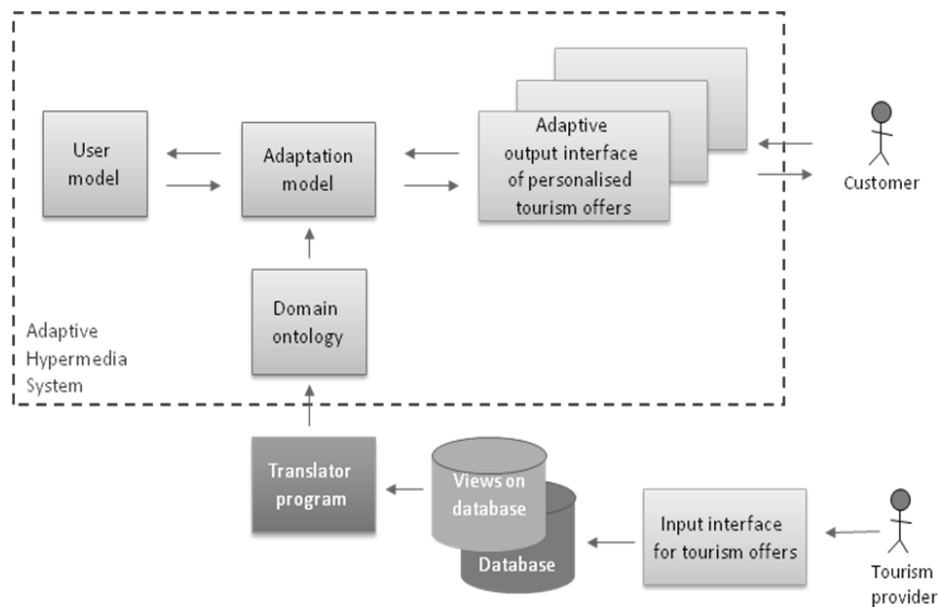 User
model
Adaptation
model
Adaptive
output interface
of personalised
tourism offers
Customer
Domain
ontology
Adaptive
Hypermedia
System
Translator
program
Views on
database
Database
Input interface
for tourism offers
Tourism
provider